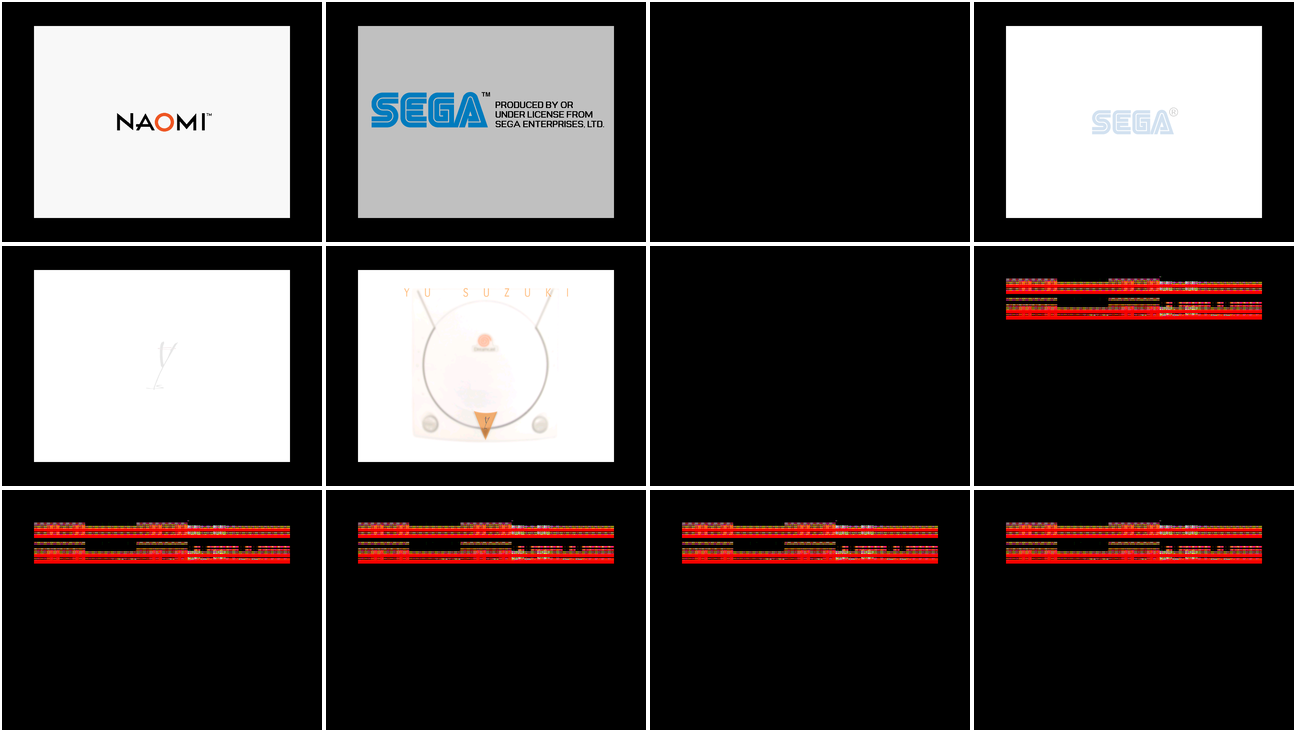 NAOMI™
SEGA™
PRODUCED BY OR
UNDER LICENSE FROM
SEGA ENTERPRISES, LTD.
SEGA®
YU SUZUKI